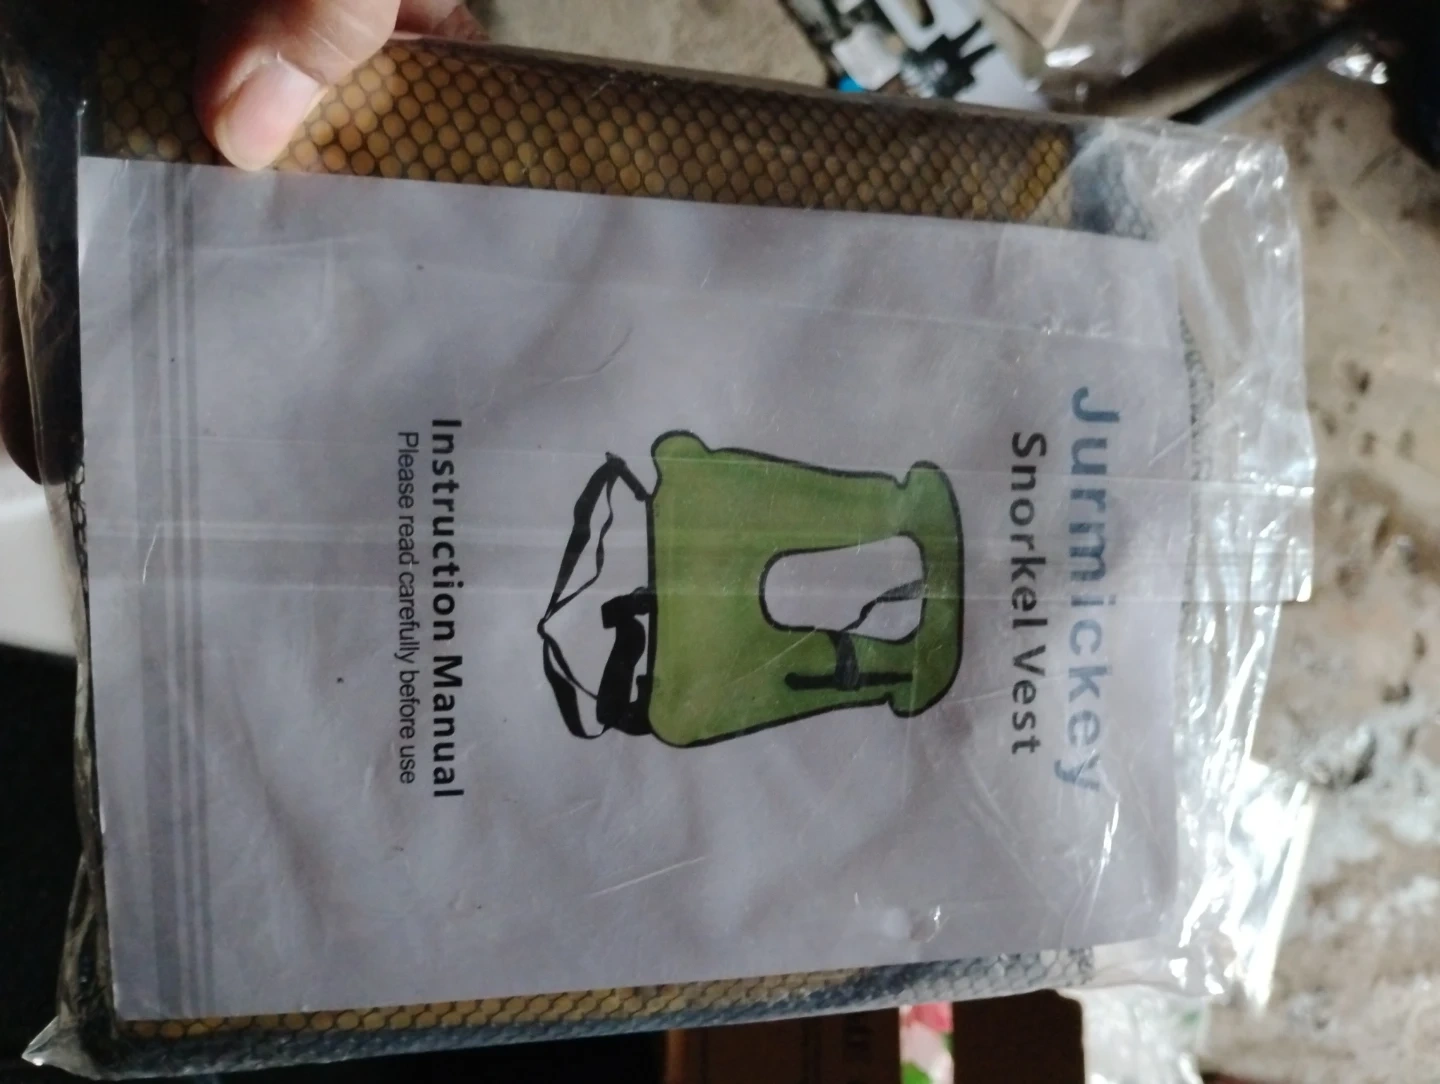 Jurmickey
Snorkel Vest
Instruction Manual
Please read carefully before use